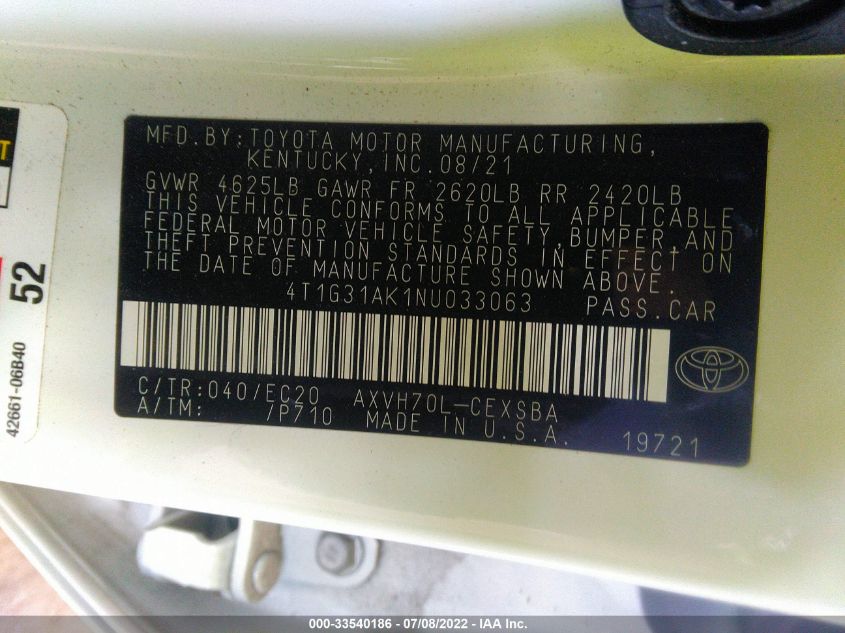 MFD.BY:TOYOTA MOTOR MANUFACTURING,
KENTUCKY,INC.08/21
GVWR 4625LB GAWR FR 2620LB RR 2420LB
THIS VEHICLE CONFORMS TO ALL APPLICABLE
FEDERAL MOTOR VEHICLE SAFETY,BUMPER,AND
THEFT PREVENTION STANDARDS IN EFFECT ON
THE DATE OF MANUFACTURE SHOWN ABOVE.
4T1G31AK1NU033063 PASS.CAR
C/TR:040/EC20 AXVH70L-CEXSBA
A/TM: /P710 MADE IN U.S.A. 19721
52
42661-06B40
000-33540186 - 07/08/2022 - IAA Inc.